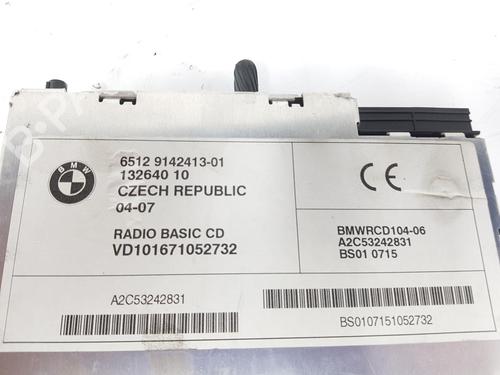 BMW
6512 9142413-01
132640 10
CZECH REPUBLIC
04-07
RADIO BASIC CD
VD101671052732
BMWRCD104-06
A2C53242831
BS01 0715
A2C53242831
BS0107151052732